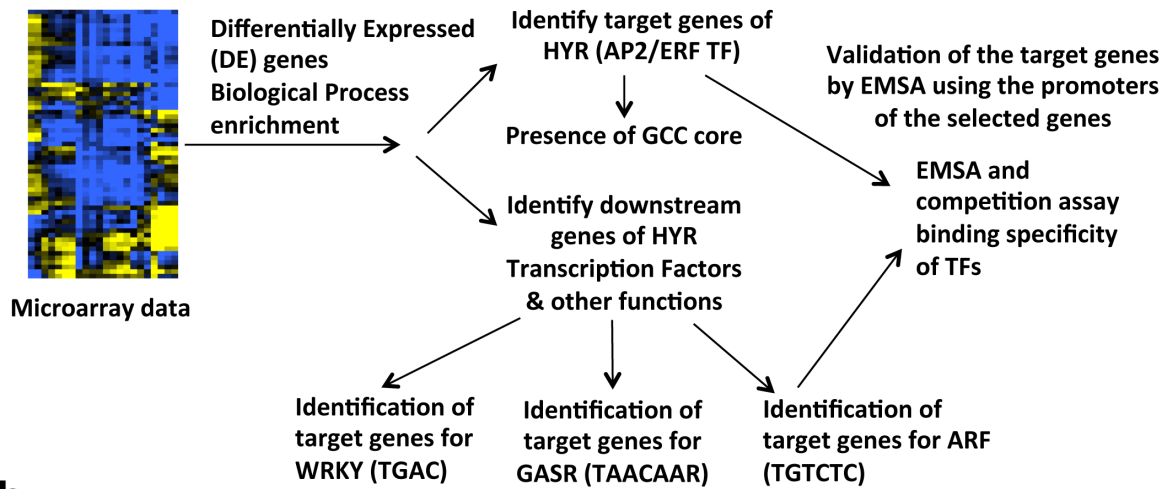 Differentially Expressed
(DE) genes
Biological Process
enrichment
Microarray data
Identify target genes of
HYR (AP2/ERF TF)
Presence of GCC core
Identify downstream
genes of HYR
Transcription Factors
& other functions
Validation of the target genes
by EMSA using the promoters
of the selected genes
EMSA and
competition assay
binding specificity
of TFs
Identification of
target genes for
WRKY (TGAC)
Identification of
target genes for
GASR (TAACAAR)
Identification of
target genes for ARF
(TGTCTC)